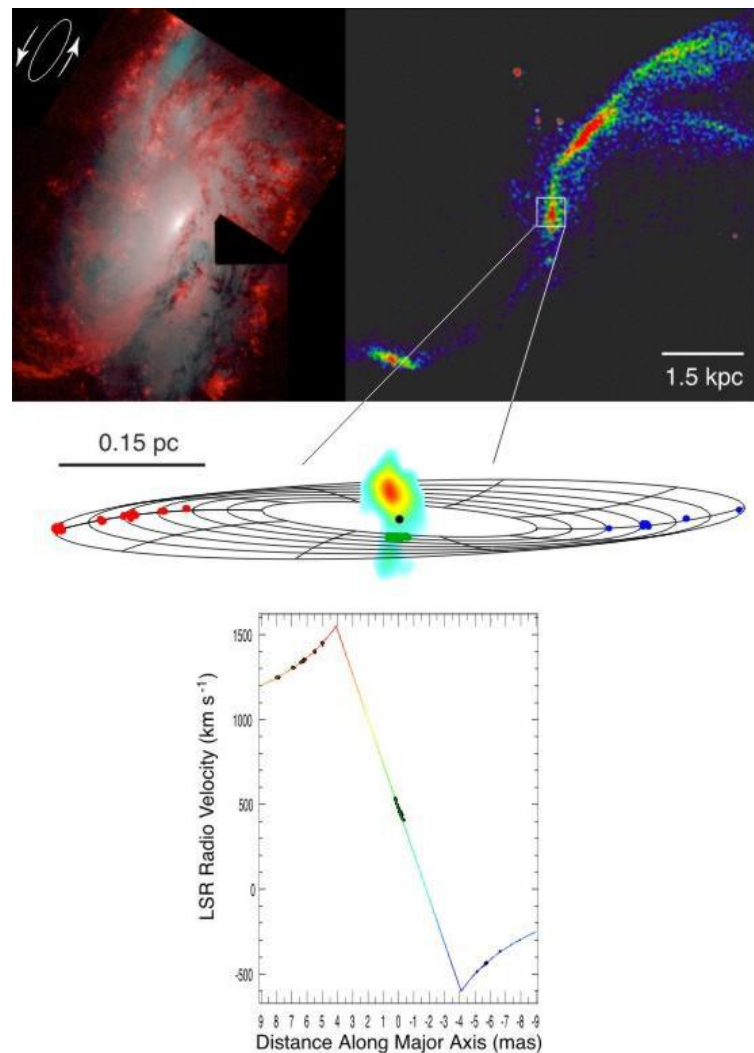 1.5 kpc
0.15 pc
LSR Radio Velocity (km s⁻¹)
1500
1000
500
0
-500
9 8 7 6 5 4 3 2 1 0 -1 -2 -3 -4 -5 -6 -7 -8 -9
Distance Along Major Axis (mas)